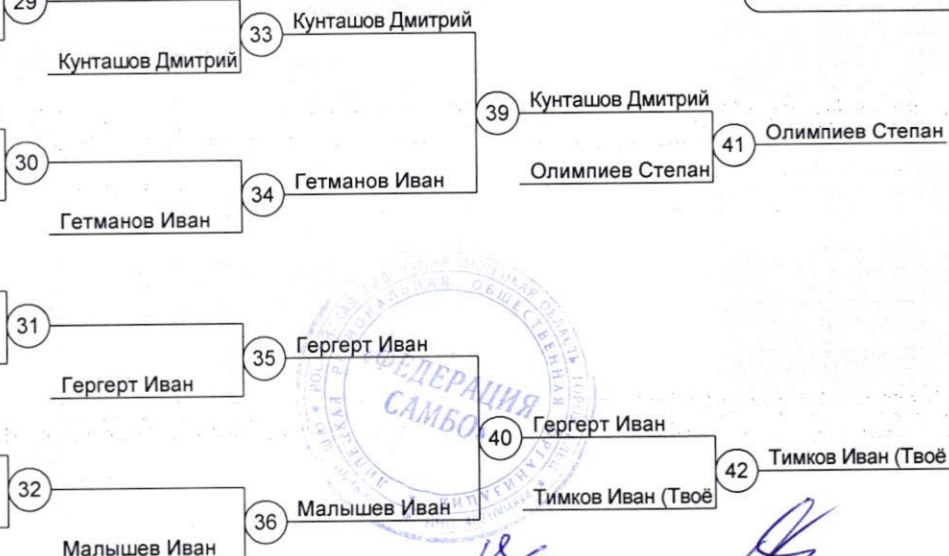 29
33
Кунташов Дмитрий
Кунташов Дмитрий
39
Кунташов Дмитрий
41
Олимпиев Степан
30
Олимпиев Степан
34
Гетманов Иван
Гетманов Иван
31
35
Гергерт Иван
Гергерт Иван
ФЕДЕРАЦИЯ
САМБО
40
Гергерт Иван
42
Тимков Иван (Твоё
32
Тимков Иван (Твоё
36
Малышев Иван
Малышев Иван